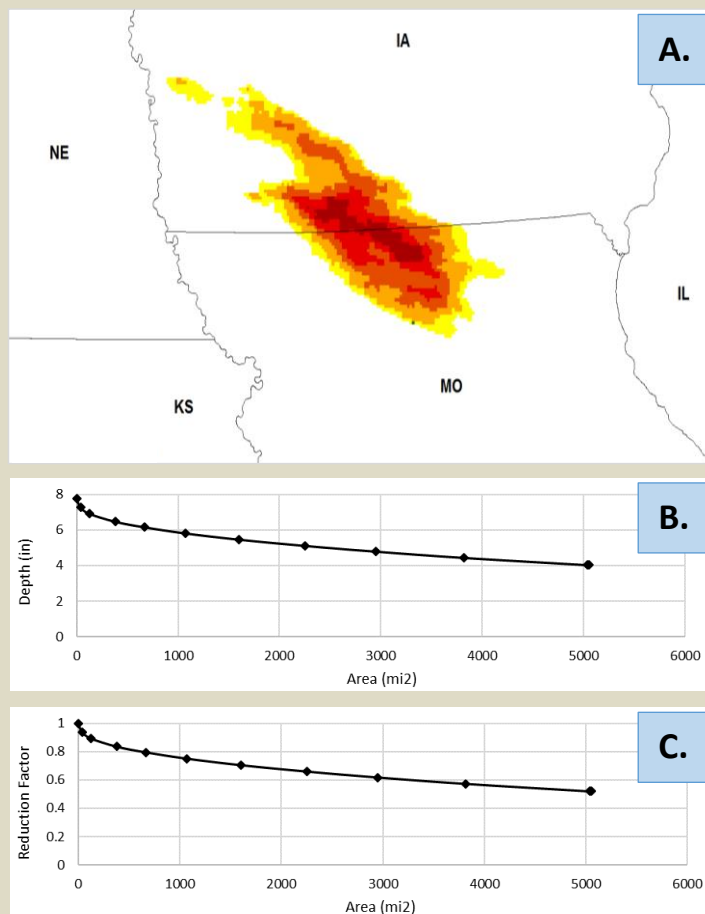 A.
IA
NE
IL
MO
KS
B.
8
6
4
2
0
0 1000 2000 3000 4000 5000 6000
Depth (in)
Area (mi2)
C.
1
0.8
0.6
0.4
0.2
0
0 1000 2000 3000 4000 5000 6000
Reduction Factor
Area (mi2)